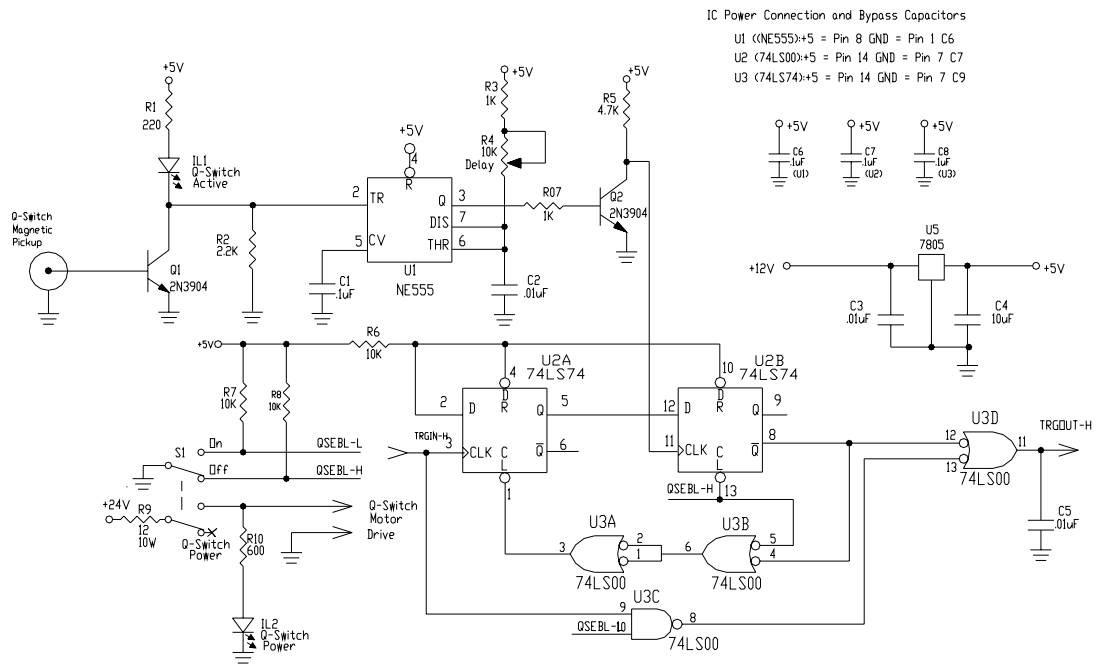 IC Power Connection and Bypass Capacitors
U1 ((NE555):+5 = Pin 8 GND = Pin 1 C6
U2 (74LS00):+5 = Pin 14 GND = Pin 7 C7
U3 (74LS74):+5 = Pin 14 GND = Pin 7 C9
+5V
R1
220
IL1
Q-Switch
Active
+5V
4
R
+5V
R3
1K
R4
10K
Delay
+5V
R5
4.7K
+5V
C6
.1uF
(U1)
+5V
C7
.1uF
(U2)
+5V
C8
.1uF
(U3)
Q-Switch
Magnetic
Pickup
Q1
2N3904
R2
2.2K
2
TR
5
CV
Q
3
DIS
7
THR
6
U1
NE555
C1
.1uF
R07
1K
Q2
2N3904
C2
.01uF
U5
7805
+12V
+5V
C3
.01uF
C4
10uF
+5V
R6
10K
R7
10K
R8
10K
U2A
74LS74
4
D
R
2
D
Q
5
3
CLK
C
L
Q
6
1
TRGIN-H
U2B
74LS74
10
D
R
12
D
Q
9
11
CLK
C
L
Q
8
QSEBL-H
13
S1
On
QSEBL-L
Off
QSEBL-H
+24V
R9
12
10W
Q-Switch
Power
R10
600
Q-Switch
Motor
Drive
IL2
Q-Switch
Power
U3A
3
2
1
74LS00
U3B
6
5
4
74LS00
U3C
9
QSEBL-L
10
8
74LS00
U3D
12
13
11
74LS00
TRGOUT-H
C5
.01uF